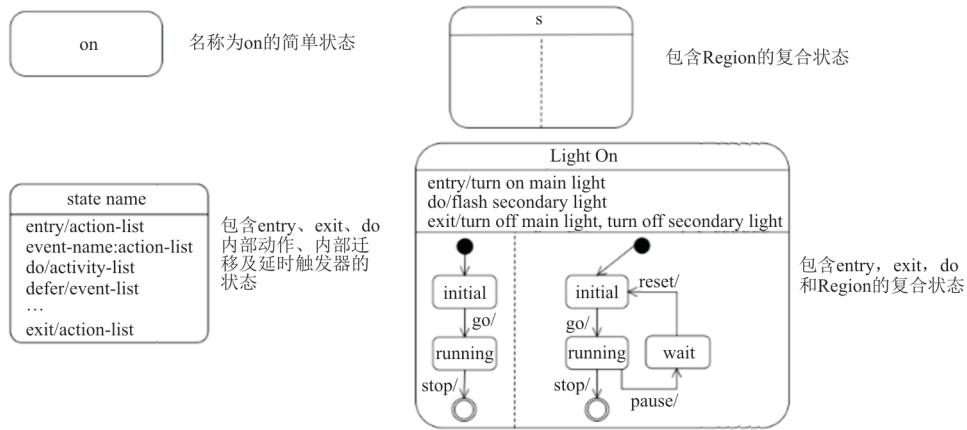 on
名称为on的简单状态
s
包含Region的复合状态
state name
entry/action-list
event-name:action-list
do/activity-list
defer/event-list
…
exit/action-list
包含entry、exit、do
内部动作、内部迁
移及延时触发器的
状态
Light On
entry/turn on main light
do/flash secondary light
exit/turn off main light, turn off secondary light
initial
go/
running
stop/
initial
reset/
go/
running
wait
stop/
pause/
包含entry，exit，do
和Region的复合状态